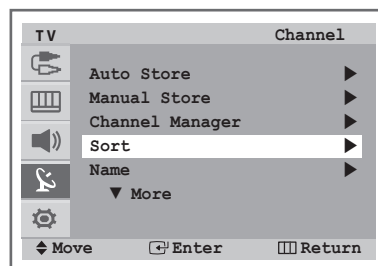 TV Channel
Auto Store
Manual Store
Channel Manager
Sort
Name
▼ More
Move Enter Return